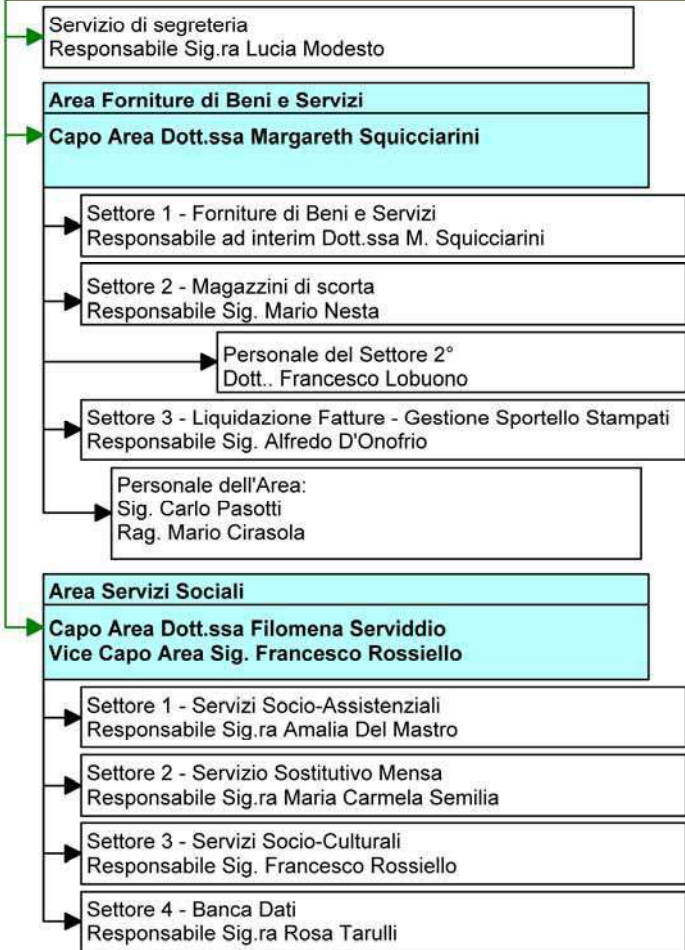 Servizio di segreteria
Responsabile Sig.ra Lucia Modesto
Area Forniture di Beni e Servizi
Capo Area Dott.ssa Margareth Squicciarini
Settore 1 - Forniture di Beni e Servizi
Responsabile ad interim Dott.ssa M. Squicciarini
Settore 2 - Magazzini di scorta
Responsabile Sig. Mario Nesta
Personale del Settore 2°
Dott.. Francesco Lobuono
Settore 3 - Liquidazione Fatture - Gestione Sportello Stampati
Responsabile Sig. Alfredo D'Onofrio
Personale dell'Area:
Sig. Carlo Pasotti
Rag. Mario Cirasola
Area Servizi Sociali
Capo Area Dott.ssa Filomena Serviddio
Vice Capo Area Sig. Francesco Rossiello
Settore 1 - Servizi Socio-Assistenziali
Responsabile Sig.ra Amalia Del Mastro
Settore 2 - Servizio Sostitutivo Mensa
Responsabile Sig.ra Maria Carmela Semilia
Settore 3 - Servizi Socio-Culturali
Responsabile Sig. Francesco Rossiello
Settore 4 - Banca Dati
Responsabile Sig.ra Rosa Tarulli